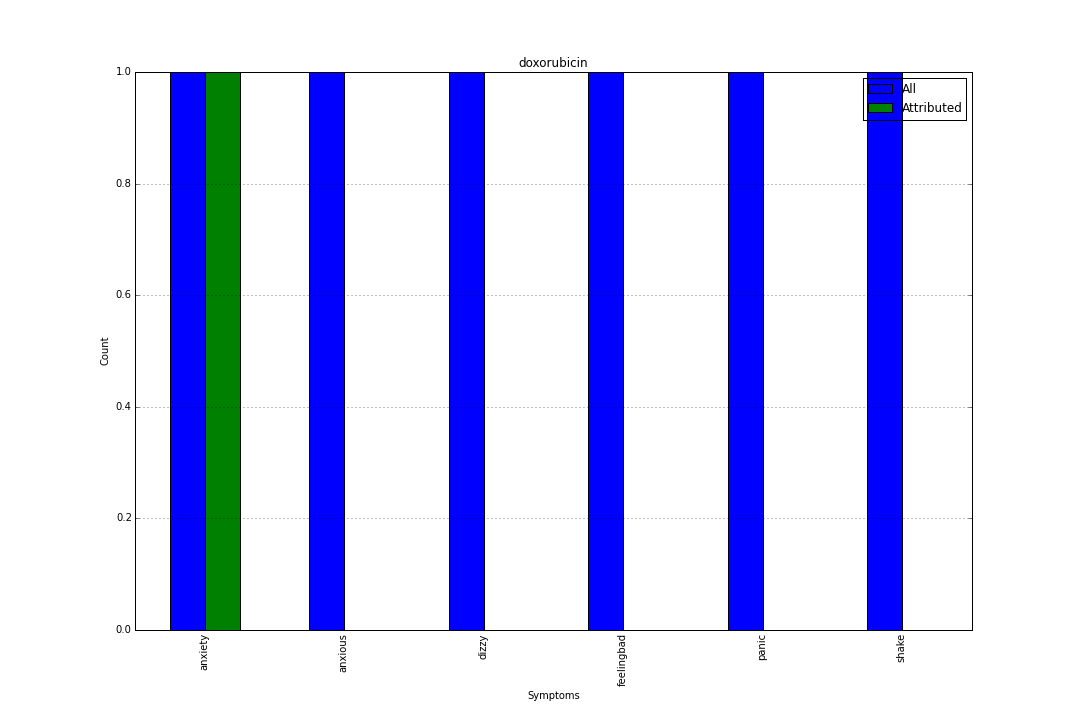 doxorubicin
1.0
0.8
0.6
0.4
0.2
0.0
Count
All
Attributed
anxiety
anxious
dizzy
feelingbad
panic
shake
Symptoms